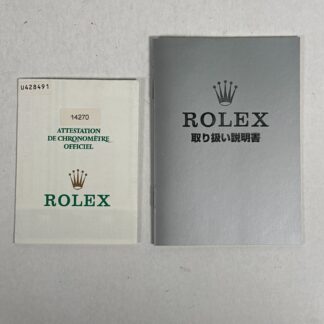 U428491
14270
ATTESTATION
DE CHRONOMÈTRE
OFFICIEL
ROLEX
ROLEX
取り扱い説明書